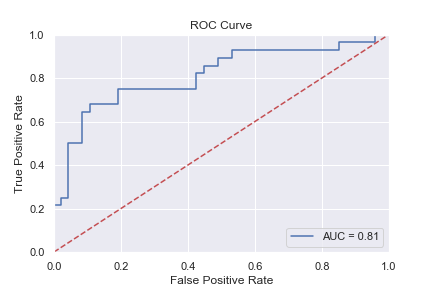 ROC Curve
1.0
0.8
0.6
0.4
0.2
0.0
True Positive Rate
AUC = 0.81
0.0 0.2 0.4 0.6 0.8 1.0
False Positive Rate